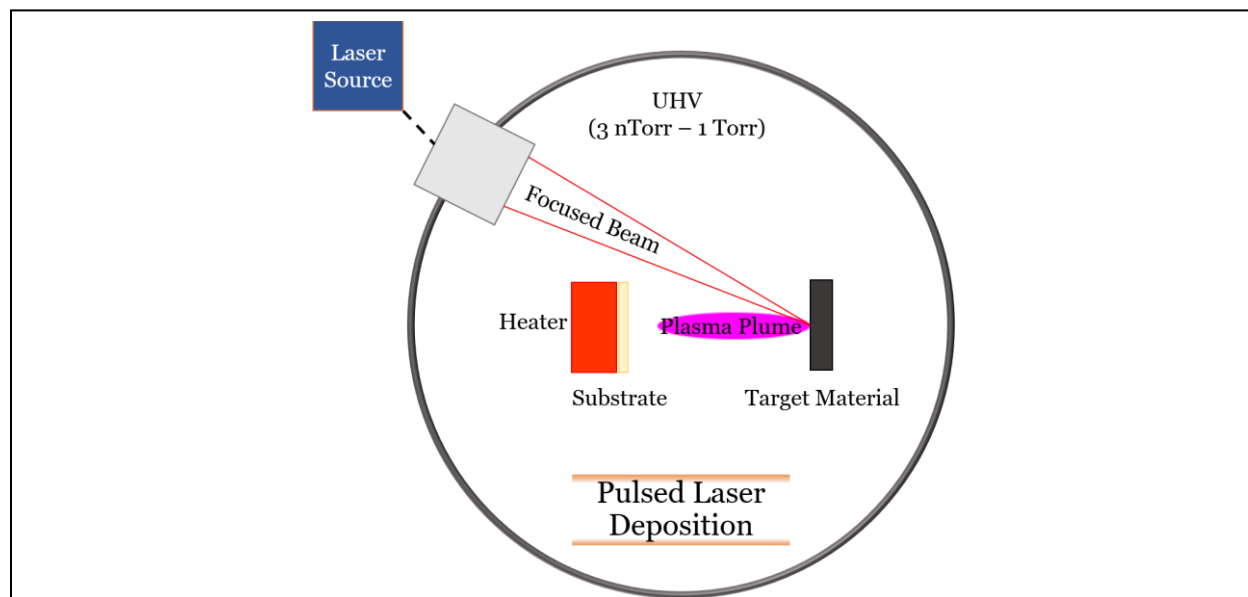 Laser
Source
UHV
(3 nTorr – 1 Torr)
Focused Beam
Heater
Plasma Plume
Substrate
Target Material
Pulsed Laser
Deposition